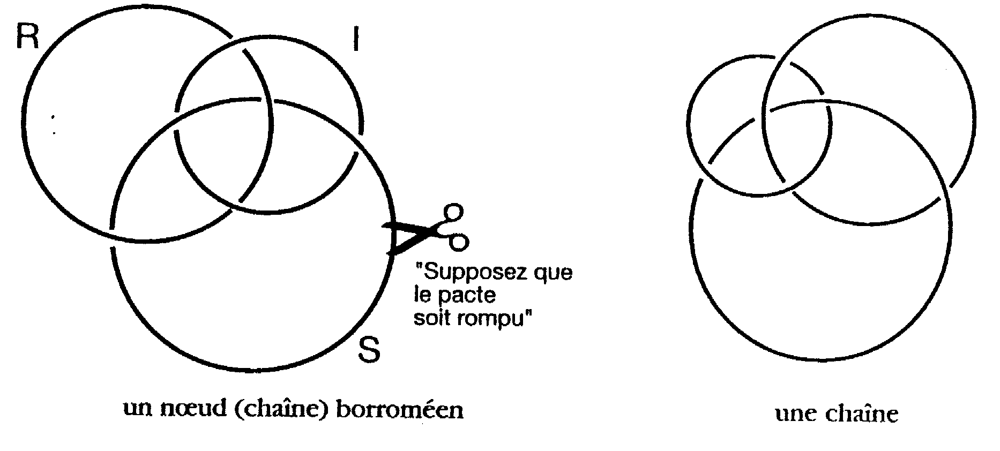 R
I
"Supposez que
le pacte
soit rompu"
S
un nœud (chaîne) borroméen
une chaîne